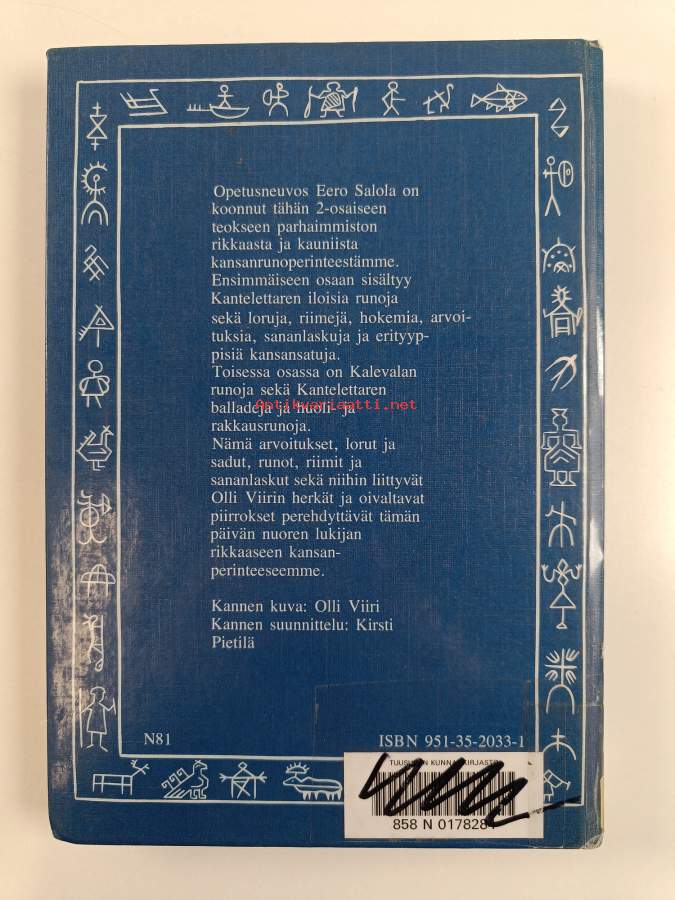 Opetusneuvos Eero Salola on
koonnut tähän 2-osaiseen
teokseen parhaimmiston
rikkaasta ja kauniista
kansanrunoperinteestämme.
Ensimmäiseen osaan sisältyy
Kantelettaren iloisia runoja
sekä loruja, riimejä, hokemia, arvoi-
tuksia, sananlaskuja ja erityyp-
pisiä kansansatuja.
Toisessa osassa on Kalevalan
runoja sekä Kantelettaren
balladeja ja huoli- ja
Antikvariaatti.net
rakkausrunoja.
Nämä arvoitukset, lorut ja
sadut, runot, riimit ja
sananlaskut sekä niihin liittyvät
Olli Viirin herkät ja oivaltavat
piirrokset perehdyttävät tämän
päivän nuoren lukijan
rikkaaseen kansan-
perinteeseemme.
Kannen kuva: Olli Viiri
Kannen suunnittelu: Kirsti
Pietilä
N81
ISBN 951-35-2033-1
858 N 0178284